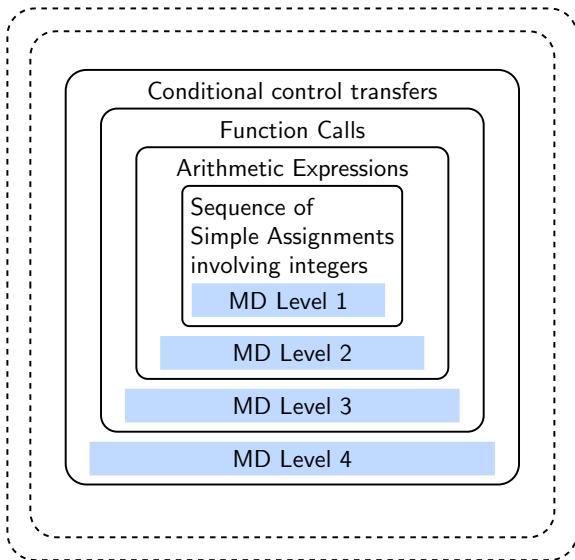 Conditional control transfers
Function Calls
Arithmetic Expressions
Sequence of
Simple Assignments
involving integers
MD Level 1
MD Level 2
MD Level 3
MD Level 4